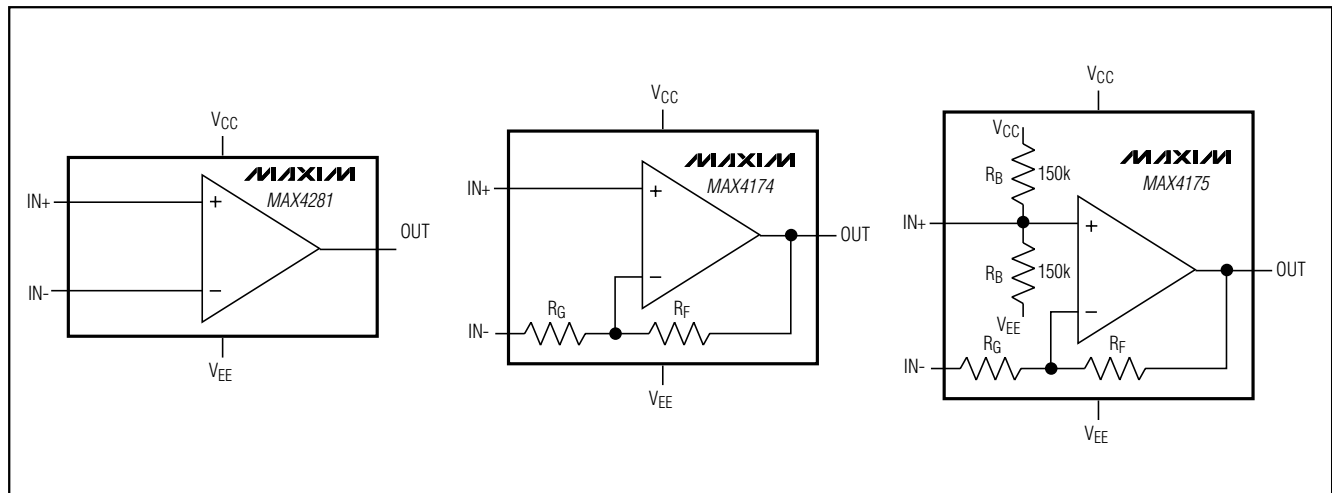 VCC
MAXIM
MAX4281
IN+
+
OUT
IN-
−
VEE
VCC
MAXIM
MAX4174
IN+
+
OUT
−
RG
RF
IN-
VEE
VCC
VCC
MAXIM
MAX4175
RB 150k
IN+
+
RB 150k
OUT
VEE
−
RG
RF
IN-
VEE